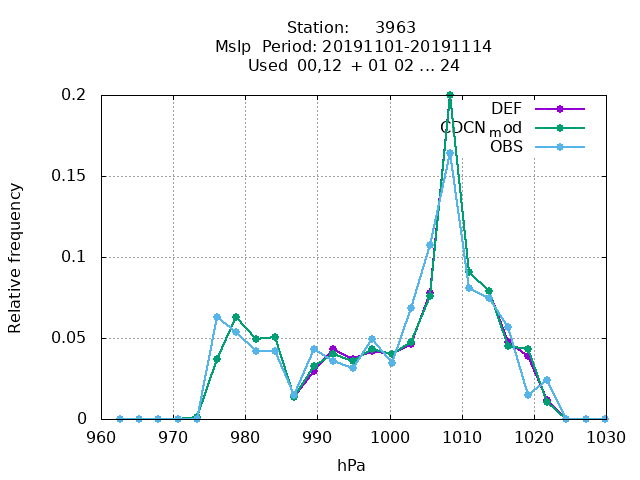 Station: 3963
Mslp Period: 20191101-20191114
Used 00,12 + 01 02 ... 24
DEF
CDCN_mod
OBS
0.2
0.15
0.1
0.05
0
Relative frequency
960 970 980 990 1000 1010 1020 1030
hPa